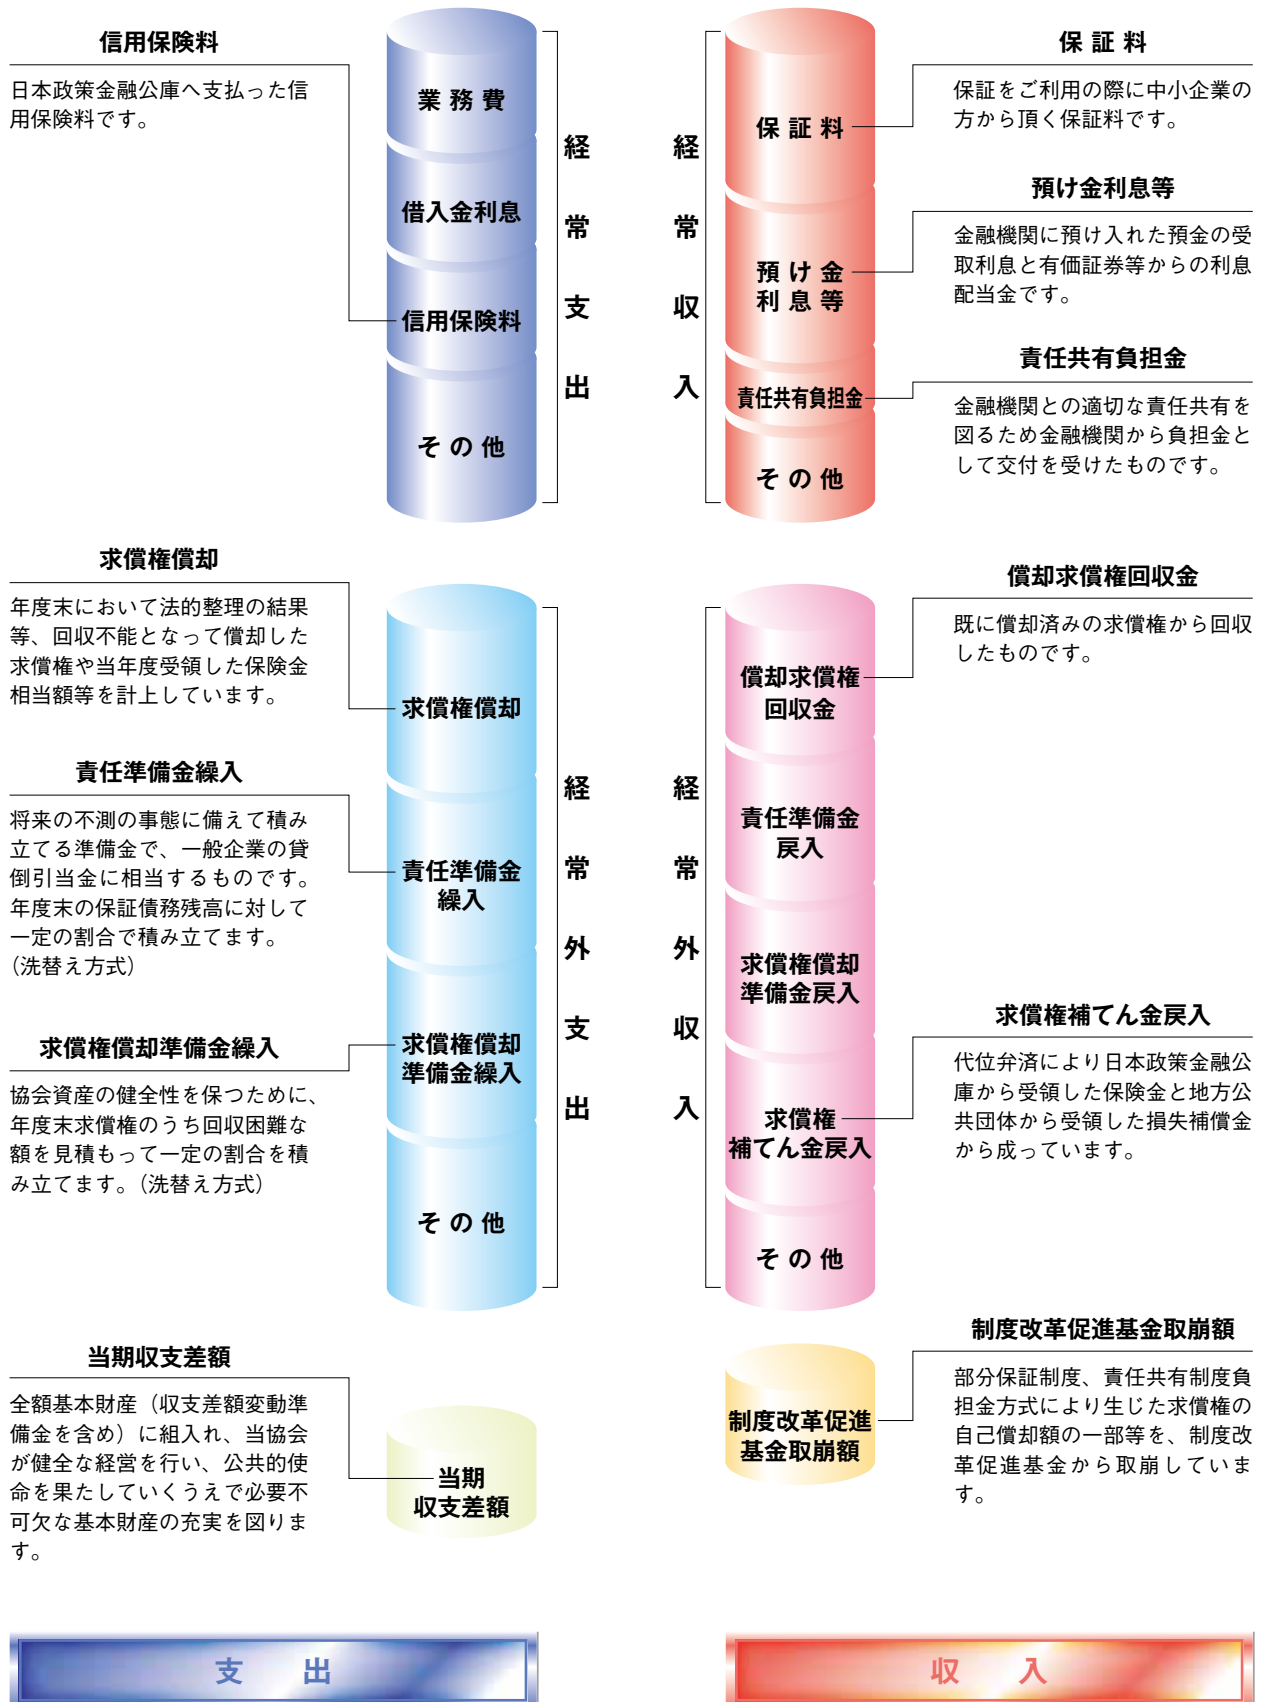 信用保険料
日本政策金融公庫へ支払った信
用保険料です。
業務費
借入金利息
信用保険料
その他
経常支出
経常収入
保証料
預け金
利息等
責任共有負担金
その他
保証料
保証をご利用の際に中小企業の
方から頂く保証料です。
預け金利息等
金融機関に預け入れた預金の受
取利息と有価証券等からの利息
配当金です。
責任共有負担金
金融機関との適切な責任共有を
図るため金融機関から負担金と
して交付を受けたものです。
求償権償却
年度末において法的整理の結果
等、回収不能となって償却した
求償権や当年度受領した保険金
相当額等を計上しています。
責任準備金繰入
将来の不測の事態に備えて積み
立てる準備金で、一般企業の貸
倒引当金に相当するものです。
年度末の保証債務残高に対して
一定の割合で積み立てます。
（洗替え方式）
求償権償却準備金繰入
協会資産の健全性を保つために、
年度末求償権のうち回収困難な
額を見積もって一定の割合を積
み立てます。（洗替え方式）
求償権償却
責任準備金
繰入
求償権償却
準備金繰入
その他
経常外支出
経常外収入
償却求償権
回収金
責任準備金
戻入
求償権償却
準備金戻入
求償権
補てん金戻入
その他
償却求償権回収金
既に償却済みの求償権から回収
したものです。
求償権補てん金戻入
代位弁済により日本政策金融公
庫から受領した保険金と地方公
共団体から受領した損失補償金
から成っています。
当期収支差額
全額基本財産（収支差額変動準
備金を含め）に組入れ、当協会
が健全な経営を行い、公共的使
命を果たしていくうえで必要不
可欠な基本財産の充実を図りま
す。
当期
収支差額
制度改革促進
基金取崩額
制度改革促進基金取崩額
部分保証制度、責任共有制度負
担金方式により生じた求償権の
自己償却額の一部等を、制度改
革促進基金から取崩していま
す。
支出
収入